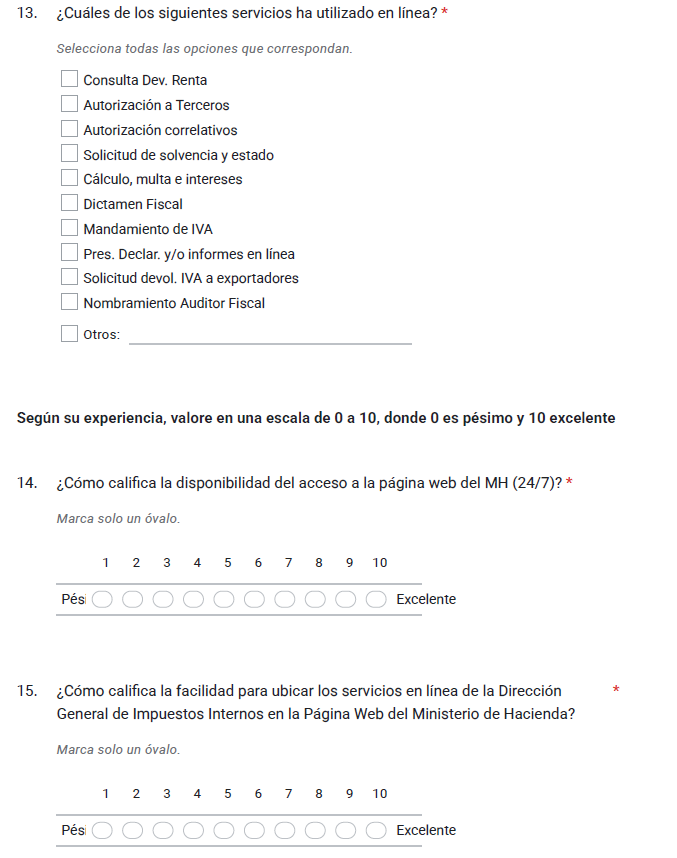 13. ¿Cuáles de los siguientes servicios ha utilizado en línea? *
Selecciona todas las opciones que correspondan.
Consulta Dev. Renta
Autorización a Terceros
Autorización correlativos
Solicitud de solvencia y estado
Cálculo, multa e intereses
Dictamen Fiscal
Mandamiento de IVA
Pres. Declar. y/o informes en línea
Solicitud devol. IVA a exportadores
Nombramiento Auditor Fiscal
Otros:
Según su experiencia, valore en una escala de 0 a 10, donde 0 es pésimo y 10 excelente
14. ¿Cómo califica la disponibilidad del acceso a la página web del MH (24/7)? *
Marca solo un óvalo.
1 2 3 4 5 6 7 8 9 10
Pési Excelente
15. ¿Cómo califica la facilidad para ubicar los servicios en línea de la Dirección *
General de Impuestos Internos en la Página Web del Ministerio de Hacienda?
Marca solo un óvalo.
1 2 3 4 5 6 7 8 9 10
Pési Excelente